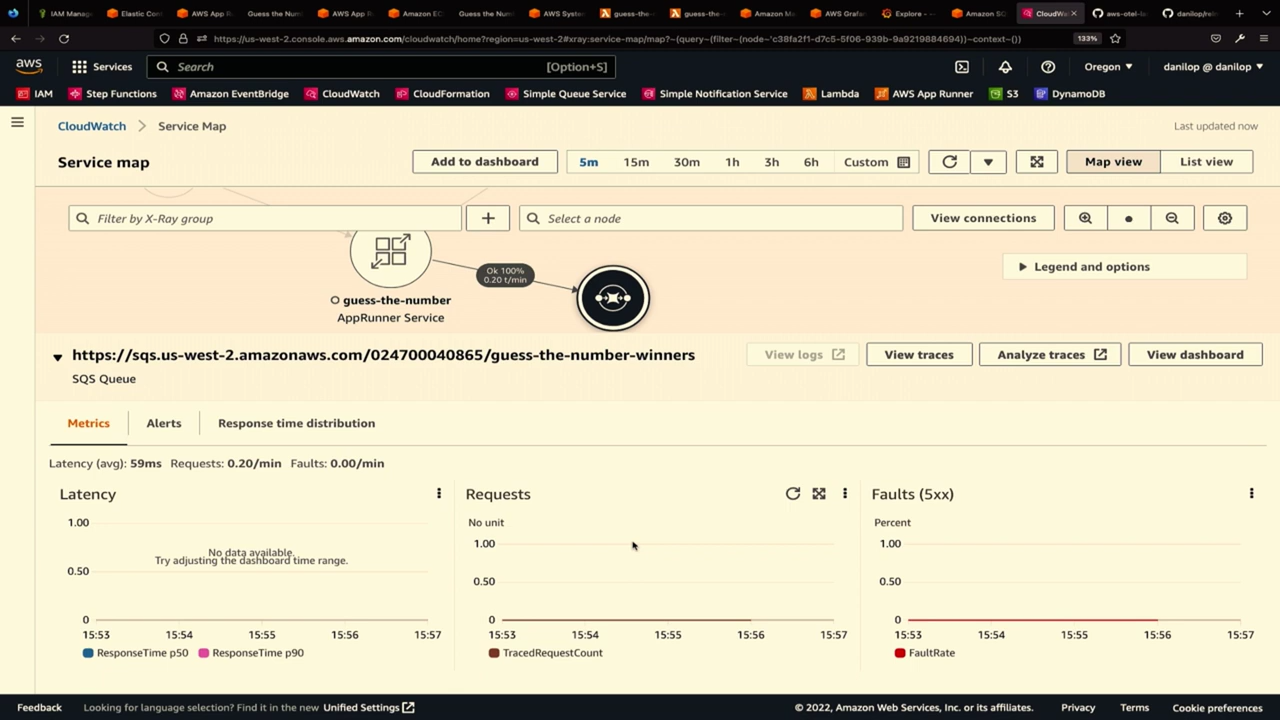 IAM Manag
Elastic Cont
AWS App R
Guess the Num
AWS App R
Amazon EC
Guess the Num
AWS Syste
guess-the-
guess-the-
Amazon Ma
AWS Grafan
Explore -
Amazon SQ
CloudWa
aws-otel-la
danilop/rei
https://us-west-2.console.aws.amazon.com/cloudwatch/home?region=us-west-2#xray:service-map/map?~(query~(filter~(node~'c38fa2f1-d7c5-5f06-939b-9a9219884694))~context~())
133%
aws
Services
Search
[Option+S]
Oregon
danilop @ danilop
IAM
Step Functions
Amazon EventBridge
CloudWatch
CloudFormation
Simple Queue Service
Simple Notification Service
Lambda
AWS App Runner
S3
DynamoDB
CloudWatch
Service Map
Last updated now
Service map
Add to dashboard
5m
15m
30m
1h
3h
6h
Custom
Map view
List view
Filter by X-Ray group
Select a node
View connections
Legend and options
Ok 100%
0.20 t/min
guess-the-number
AppRunner Service
https://sqs.us-west-2.amazonaws.com/024700040865/guess-the-number-winners
SQS Queue
View logs
View traces
Analyze traces
View dashboard
Metrics
Alerts
Response time distribution
Latency (avg): 59ms Requests: 0.20/min Faults: 0.00/min
Latency
1.00
0.50
0
No data available.
Try adjusting the dashboard time range.
15:53
15:54
15:55
15:56
15:57
ResponseTime p50
ResponseTime p90
Requests
No unit
1.00
0.50
0
15:53
15:54
15:55
15:56
15:57
TracedRequestCount
Faults (5xx)
Percent
1.00
0.50
0
15:53
15:54
15:55
15:56
15:57
FaultRate
Feedback
Looking for language selection? Find it in the new Unified Settings
© 2022, Amazon Web Services, Inc. or its affiliates.
Privacy
Terms
Cookie preferences